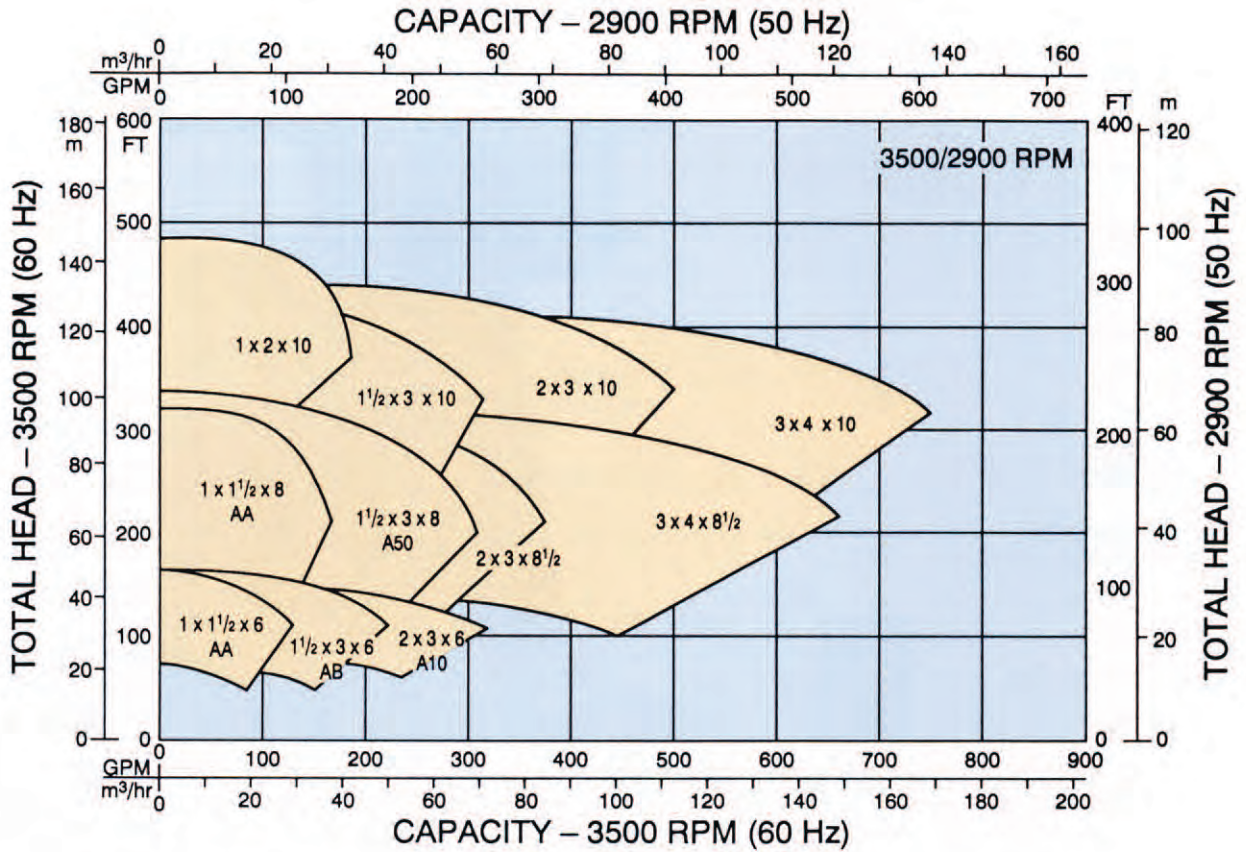 CAPACITY – 2900 RPM (50 Hz)
m³/hr 0 20 40 60 80 100 120 140 160
GPM 0 100 200 300 400 500 600 700
FT m
TOTAL HEAD – 3500 RPM (60 Hz)
180 160 140 120 100 80 60 40 20 0
m
600 500 400 300 200 100 0
FT
3500/2900 RPM
1 x 2 x 10
1½ x 3 x 10
2 x 3 x 10
3 x 4 x 10
1 x 1½ x 8
AA
1½ x 3 x 8
A50
2 x 3 x 8½
3 x 4 x 8½
1 x 1½ x 6
AA
1½ x 3 x 6
AB
2 x 3 x 6
A10
400 300 200 100 0
120 100 80 60 40 20 0
TOTAL HEAD – 2900 RPM (50 Hz)
GPM 0 100 200 300 400 500 600 700 800 900
m³/hr 0 20 40 60 80 100 120 140 160 180 200
CAPACITY – 3500 RPM (60 Hz)